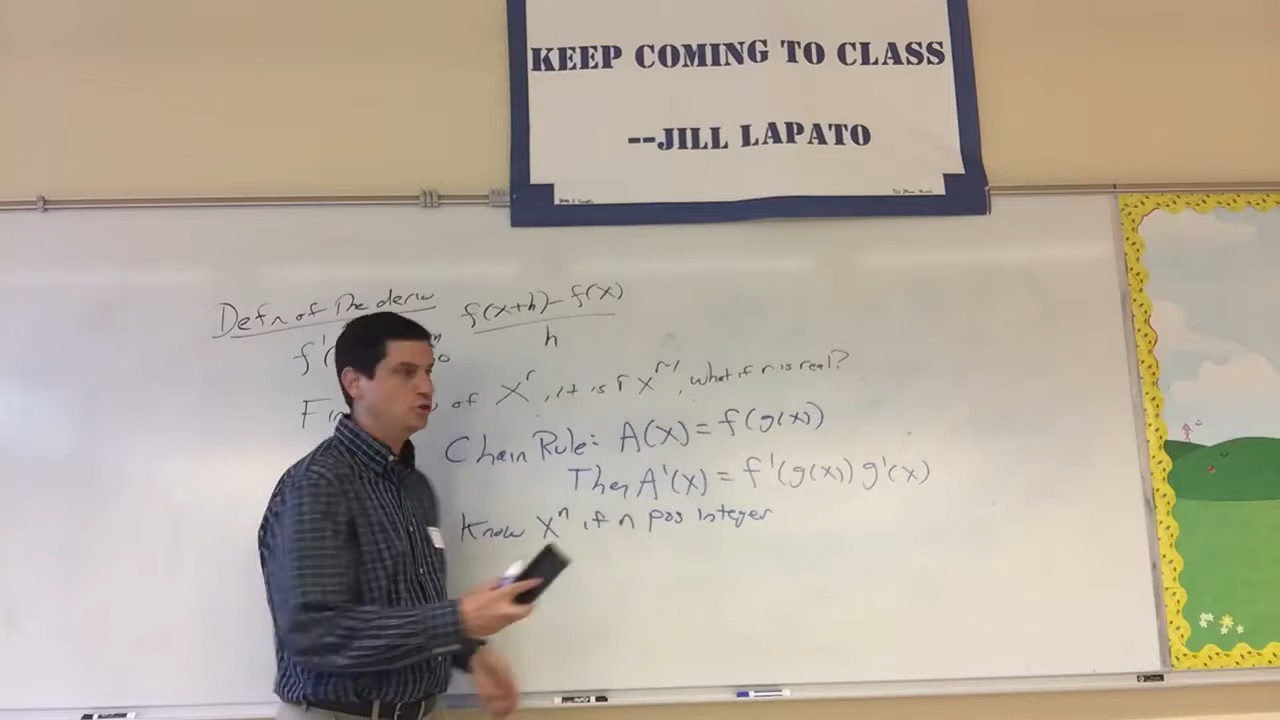 KEEP COMING TO CLASS
--JILL LAPATO
Defn of the deriv
f'( f(x+h) - f(x)
h
Fin of x^r, it is r x^{r-1}, what if r is real?
Chain Rule: A(x) = f(g(x))
Then A'(x) = f'(g(x)) g'(x)
Know x^n if n pos integer